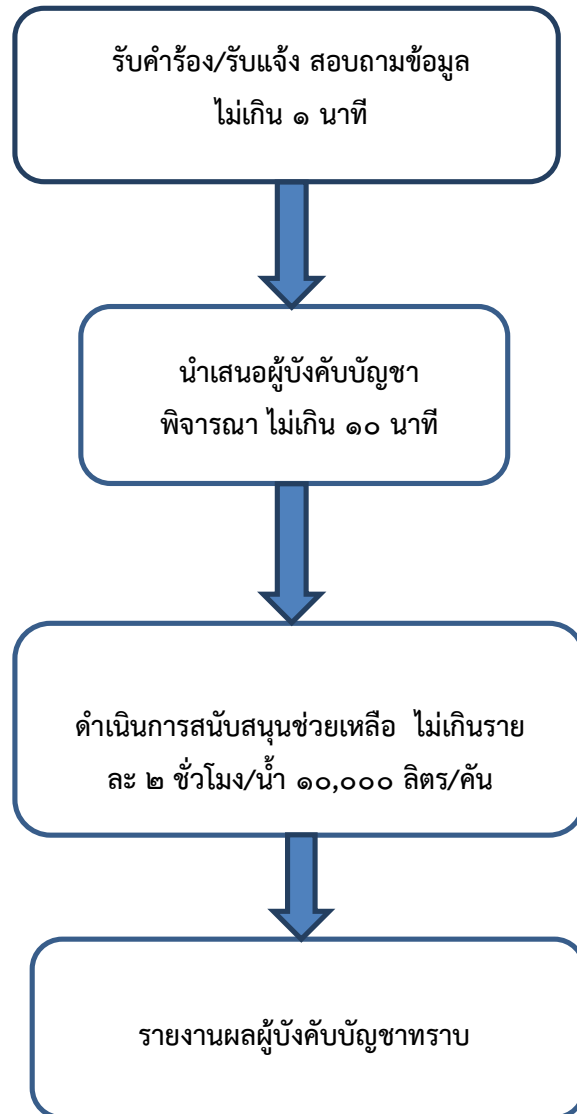 รับคำร้อง/รับแจ้ง สอบถามข้อมูล
ไม่เกิน ๑ นาที
นำเสนอผู้บังคับบัญชา
พิจารณา ไม่เกิน ๑๐ นาที
ดำเนินการสนับสนุนช่วยเหลือ ไม่เกินราย
ละ ๒ ชั่วโมง/น้ำ ๑๐,๐๐๐ ลิตร/คัน
รายงานผลผู้บังคับบัญชาทราบ